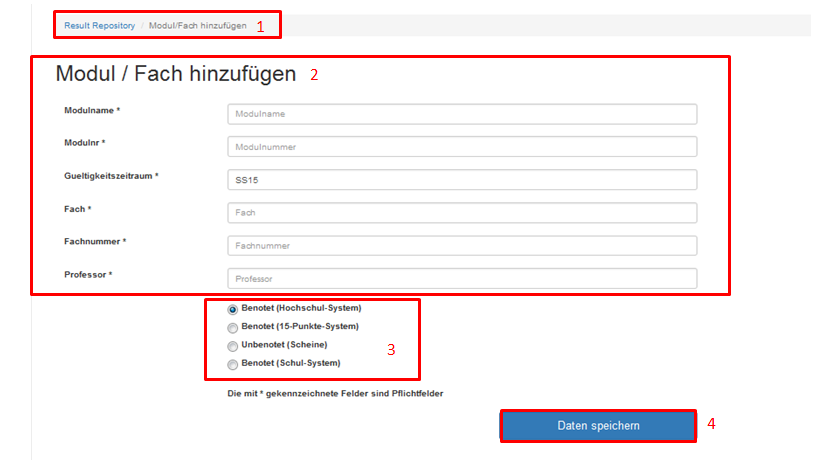 Result Repository / Modul/Fach hinzufügen 1
Modul / Fach hinzufügen 2
Modulname * Modulname
Modulnr * Modulnummer
Gueltigkeitszeitraum * SS15
Fach * Fach
Fachnummer * Fachnummer
Professor * Professor
Benotet (Hochschul-System)
Benotet (15-Punkte-System)
Unbenotet (Scheine) 3
Benotet (Schul-System)
Die mit * gekennzeichnete Felder sind Pflichtfelder
Daten speichern 4